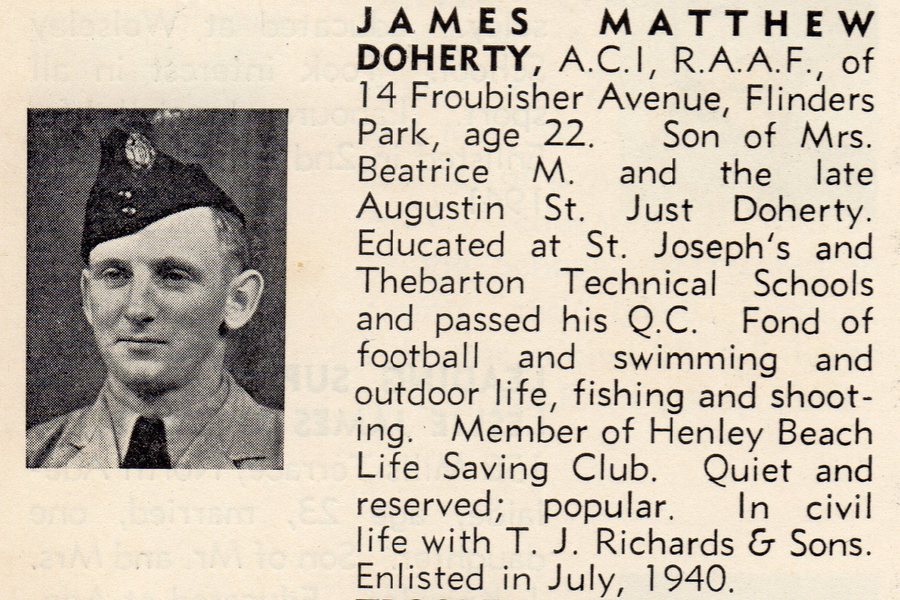 JAMES MATTHEW
DOHERTY, A.C.I, R.A.A.F., of
14 Froubisher Avenue, Flinders
Park, age 22. Son of Mrs.
Beatrice M. and the late
Augustin St. Just Doherty.
Educated at St. Joseph's and
Thebarton Technical Schools
and passed his Q.C. Fond of
football and swimming and
outdoor life, fishing and shoot-
ing. Member of Henley Beach
Life Saving Club. Quiet and
reserved; popular. In civil
life with T. J. Richards & Sons.
Enlisted in July, 1940.